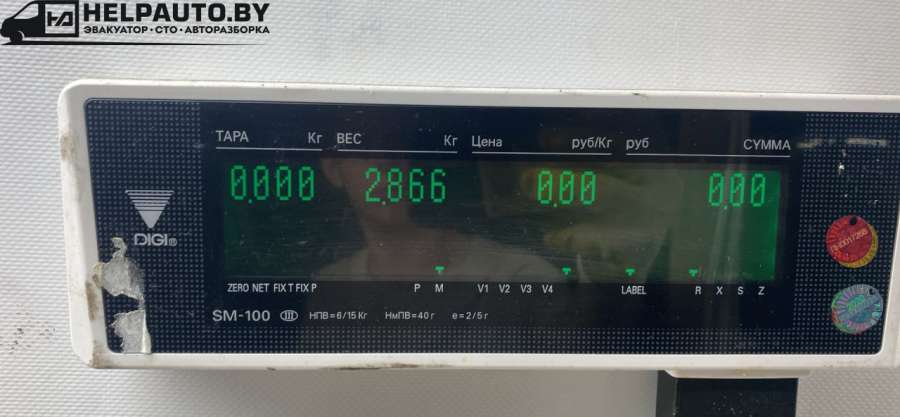 HELPAUTO.BY
ЭВАКУАТОР • СТО • АВТОРАЗБОРКА
ТАРА Кг ВЕС Кг Цена руб/Кг руб СУММА
0.000 2.866 0.00 0.00
DIGI®
ZERO NET FIX T FIX P P M V1 V2 V3 V4 LABEL R X S Z
SM-100 III НПВ=6/15 Кг НмПВ=40 г е=2/5 г